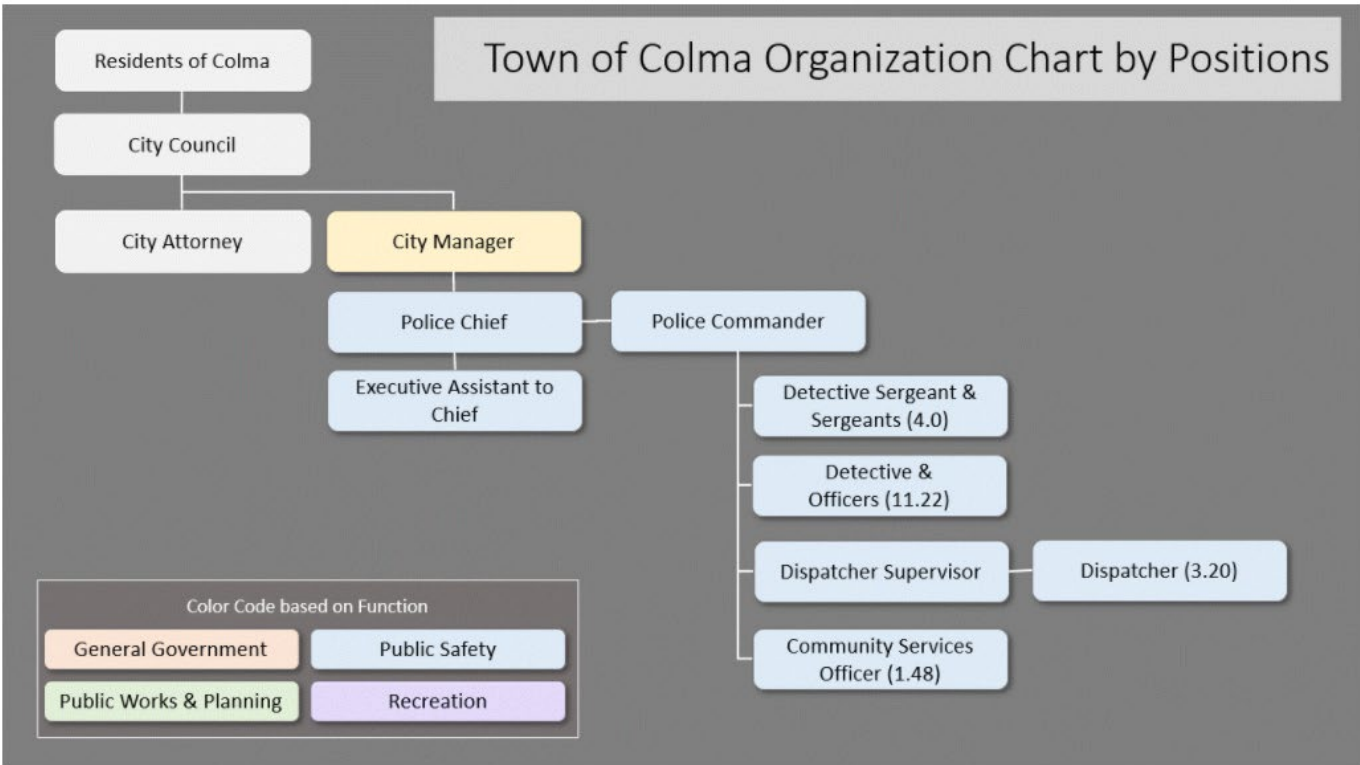 Town of Colma Organization Chart by Positions
Residents of Colma
City Council
City Attorney
City Manager
Police Chief
Police Commander
Executive Assistant to
Chief
Detective Sergeant &
Sergeants (4.0)
Detective &
Officers (11.22)
Dispatcher Supervisor
Dispatcher (3.20)
Community Services
Officer (1.48)
Color Code based on Function
General Government
Public Safety
Public Works & Planning
Recreation